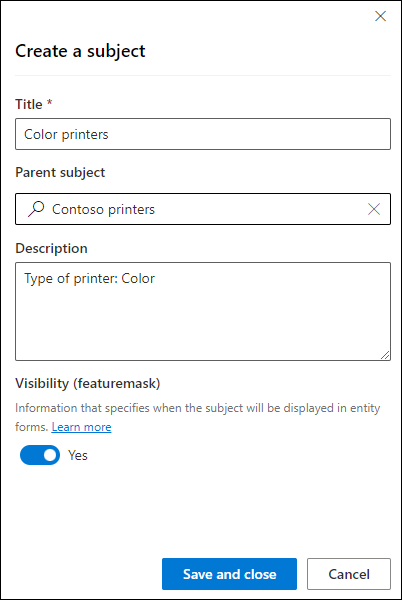 Create a subject
Title *
Color printers
Parent subject
Contoso printers
Description
Type of printer: Color
Visibility (featuremask)
Information that specifies when the subject will be displayed in entity
forms. Learn more
Yes
Save and close
Cancel